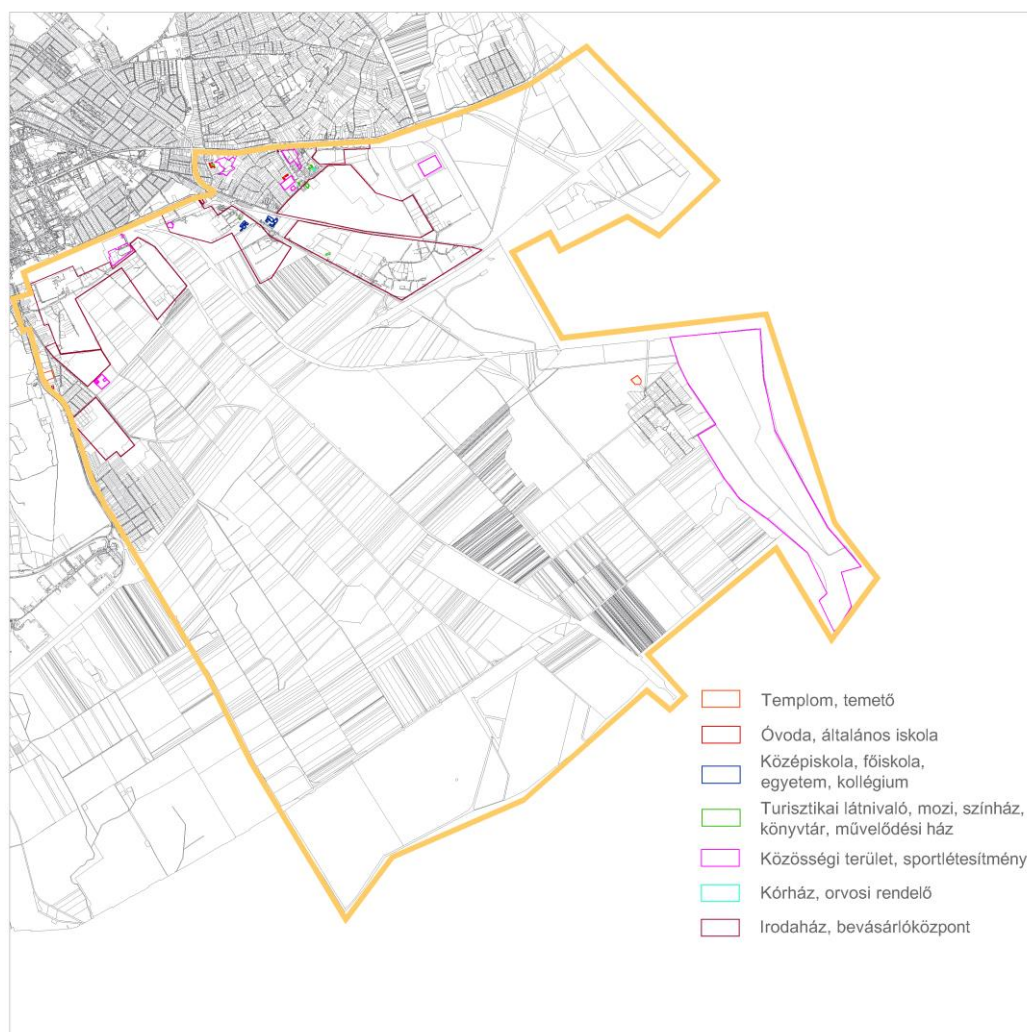 Templom, temető
Óvoda, általános iskola
Középiskola, főiskola,
egyetem, kollégium
Turisztikai látnivaló, mozi, színház,
könyvtár, művelődési ház
Közösségi terület, sportlétesítmény
Kórház, orvosi rendelő
Irodaház, bevásárlóközpont